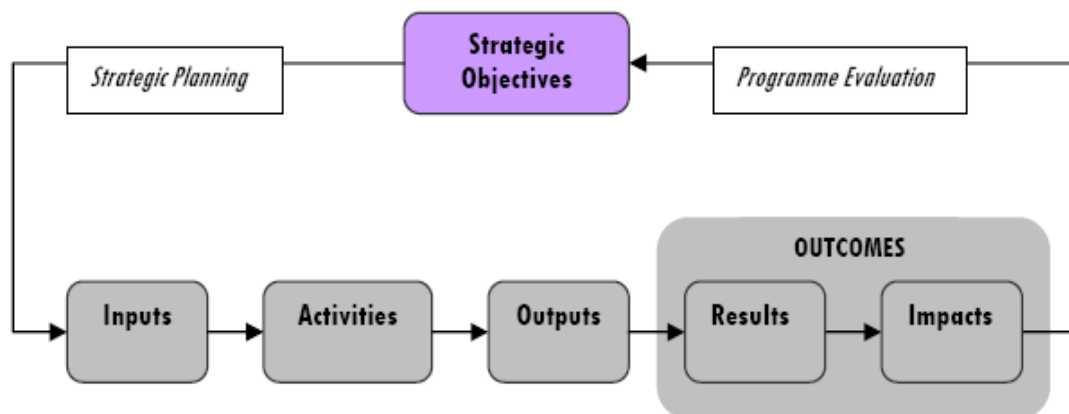 Strategic Planning
Strategic
Objectives
Programme Evaluation
OUTCOMES
Inputs
Activities
Outputs
Results
Impacts